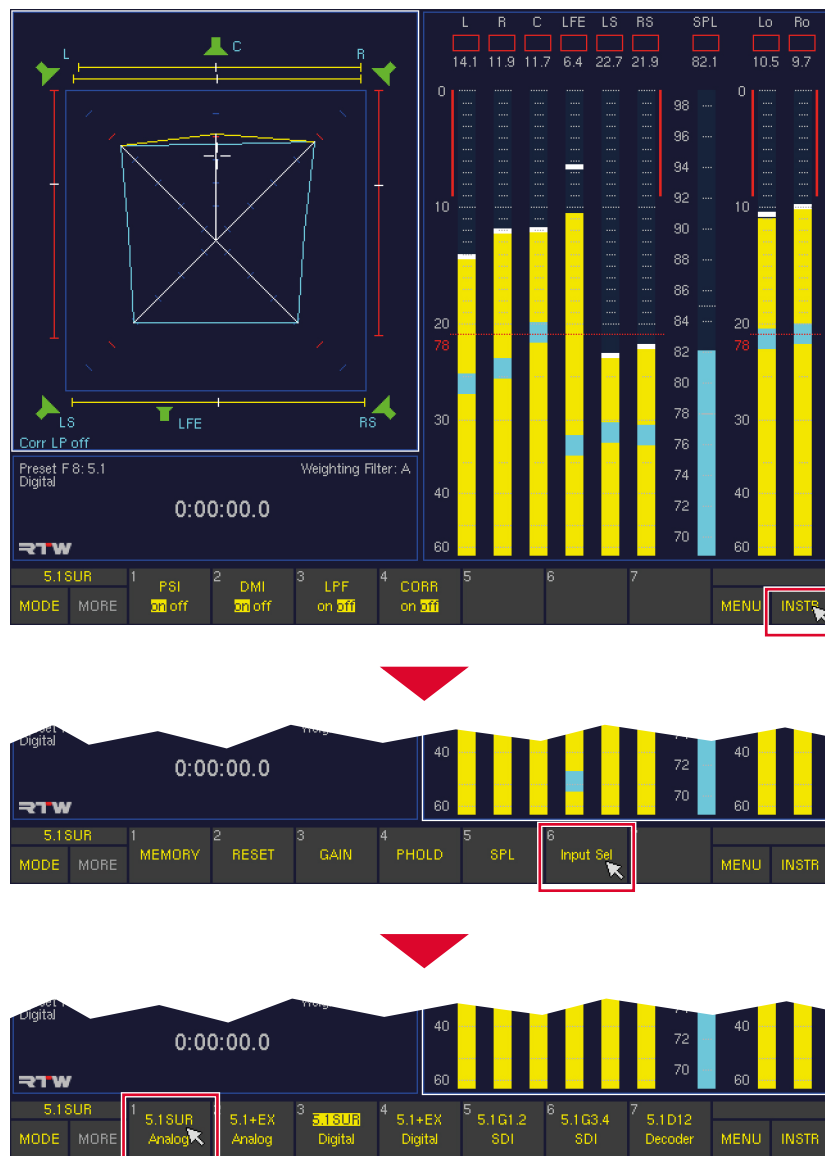 L R C LFE LS RS SPL Lo Ro
14.1 11.9 11.7 6.4 22.7 21.9 82.1 10.5 9.7
L C R
LS LFE RS
Corr LP off
0
10
20
78
30
40
60
98
96
94
92
90
88
86
84
82
80
78
76
74
72
70
0
10
20
78
30
40
60
Preset F 8: 5.1 Weighting Filter: A
Digital
0:00:00.0
RTW
5.1SUR 1 PSI 2 DMI 3 LPF 4 CORR 5 6 7
MODE MORE on off on off on off on off MENU INSTR
Digital
0:00:00.0
RTW
40
60
72
70
40
60
5.1SUR 1 MEMORY 2 RESET 3 GAIN 4 PHOLD 5 SPL 6 Input Sel
MODE MORE MENU INSTR
Digital
0:00:00.0
RTW
40
60
72
70
40
60
5.1SUR 1 5.1SUR 2 5.1+EX 3 5.1SUR 4 5.1+EX 5 5.1G1.2 6 5.1G3.4 7 5.1D12
MODE MORE Analog Analog Digital Digital SDI SDI Decoder MENU INSTR